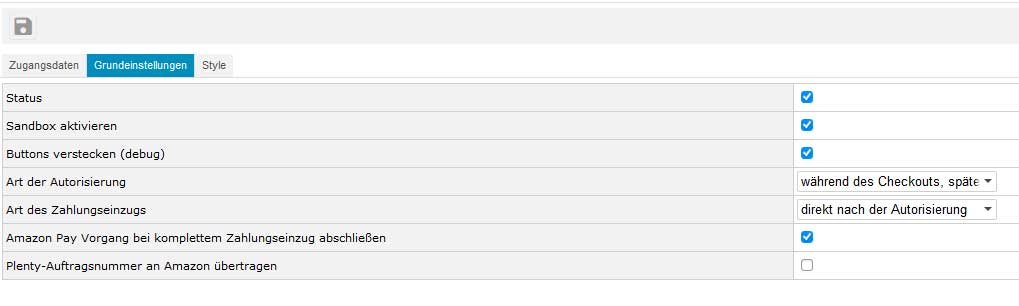 Zugangsdaten Grundeinstellungen Style
Status
Sandbox aktivieren
Buttons verstecken (debug)
Art der Autorisierung während des Checkouts, späte
Art des Zahlungseinzugs direkt nach der Autorisierung
Amazon Pay Vorgang bei komplettem Zahlungseinzug abschließen
Plenty-Auftragsnummer an Amazon übertragen